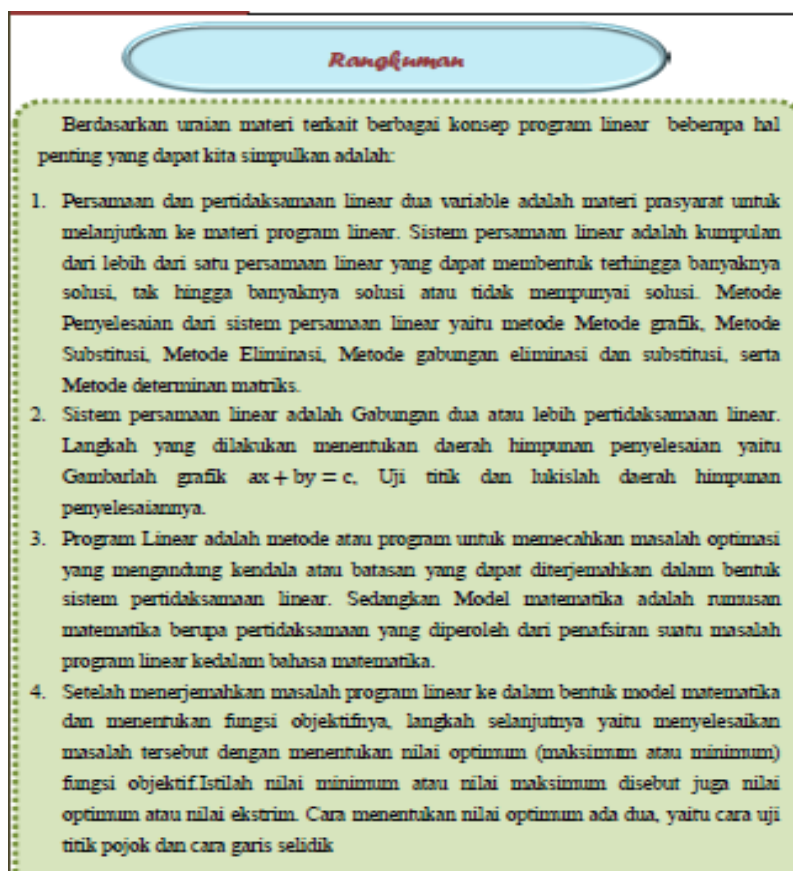 Rangkuman
Berdasarkan uraian materi terkait berbagai konsep program linear beberapa hal
penting yang dapat kita simpulkan adalah:
1. Persamaan dan pertidaksamaan linear dua variable adalah materi prasyarat untuk
melanjutkan ke materi program linear. Sistem persamaan linear adalah kumpulan
dari lebih dari satu persamaan linear yang dapat membentuk terhingga banyaknya
solusi, tak hingga banyaknya solusi atau tidak mempunyai solusi. Metode
Penyelesaian dari sistem persamaan linear yaitu metode Metode grafik, Metode
Substitusi, Metode Eliminasi, Metode gabungan eliminasi dan substitusi, serta
Metode determinan matriks.
2. Sistem persamaan linear adalah Gabungan dua atau lebih pertidaksamaan linear.
Langkah yang dilakukan menentukan daerah himpunan penyelesaian yaitu
Gambarlah grafik ax + by = c, Uji titik dan lukislah daerah himpunan
penyelesaiannya.
3. Program Linear adalah metode atau program untuk memecahkan masalah optimasi
yang mengandung kendala atau batasan yang dapat diterjemahkan dalam bentuk
sistem pertidaksamaan linear. Sedangkan Model matematika adalah rumusan
matematika berupa pertidaksamaan yang diperoleh dari penafsiran suatu masalah
program linear kedalam bahasa matematika.
4. Setelah menerjemahkan masalah program linear ke dalam bentuk model matematika
dan menentukan fungsi objektifnya, langkah selanjutnya yaitu menyelesaikan
masalah tersebut dengan menentukan nilai optimum (maksimum atau minimum)
fungsi objektif.Istilah nilai minimum atau nilai maksimum disebut juga nilai
optimum atau nilai ekstrim. Cara menentukan nilai optimum ada dua, yaitu cara uji
titik pojok dan cara garis selidik